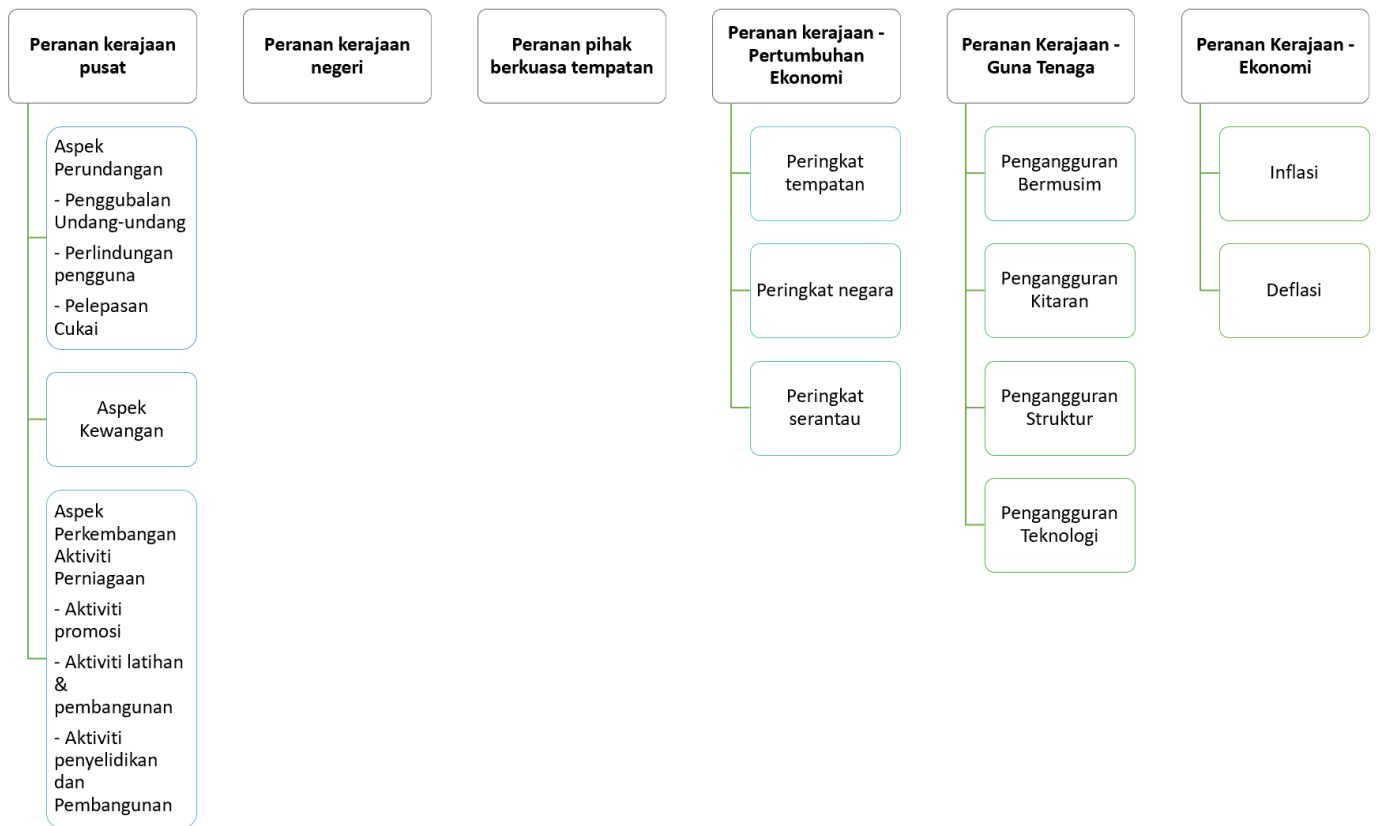 Peranan kerajaan
pusat
Aspek
Perundangan
- Penggubalan
Undang-undang
- Perlindungan
pengguna
- Pelepasan
Cukai
Aspek
Kewangan
Aspek
Perkembangan
Aktiviti
Perniagaan
- Aktiviti
promosi
- Aktiviti latihan
&
pembangunan
- Aktiviti
penyelidikan
dan
Pembangunan
Peranan kerajaan
negeri
Peranan pihak
berkuasa tempatan
Peranan kerajaan -
Pertumbuhan
Ekonomi
Peringkat
tempatan
Peringkat negara
Peringkat
serantau
Peranan Kerajaan -
Guna Tenaga
Pengangguran
Bermusim
Pengangguran
Kitaran
Pengangguran
Struktur
Pengangguran
Teknologi
Peranan Kerajaan -
Ekonomi
Inflasi
Deflasi